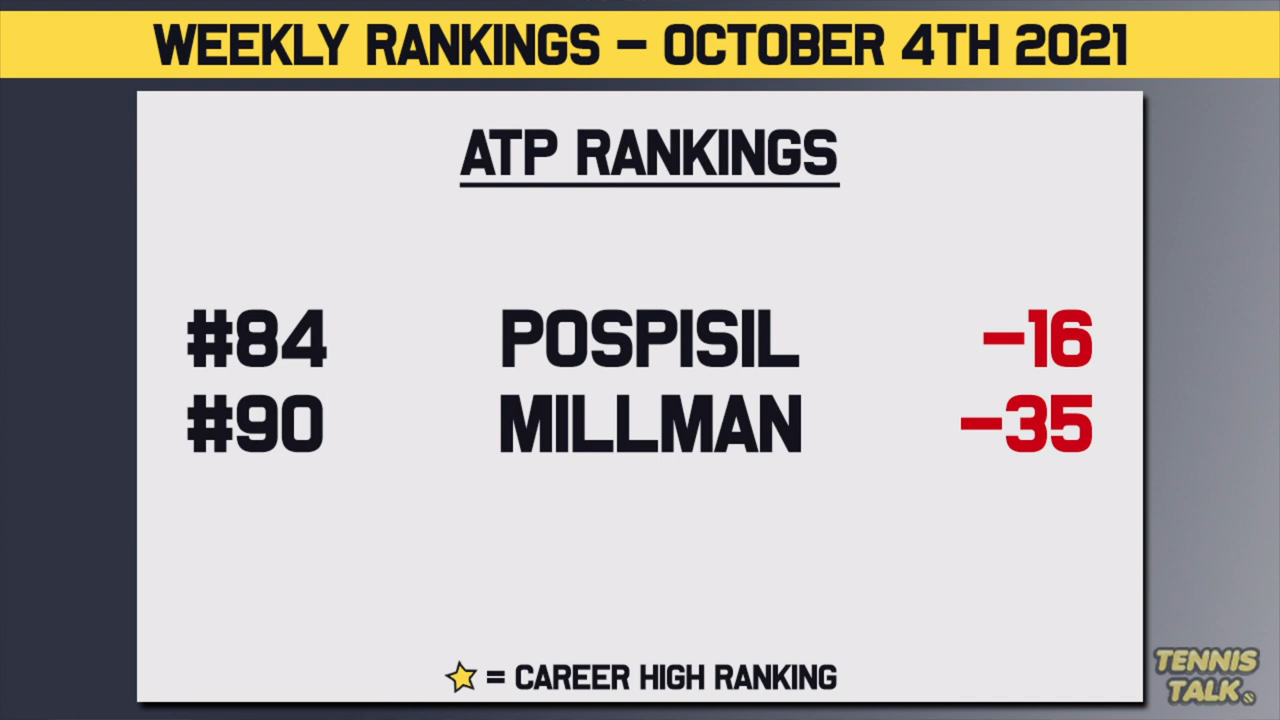 WEEKLY RANKINGS – OCTOBER 4TH 2021
ATP RANKINGS
#84 POSPISIL –16
#90 MILLMAN –35
= CAREER HIGH RANKING
TENNIS
TALK